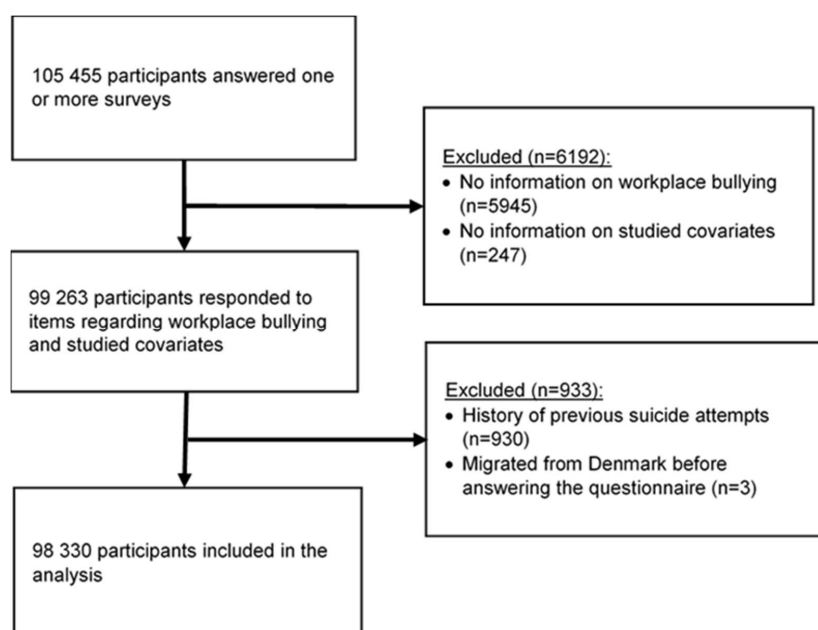 105 455 participants answered one
or more surveys
Excluded (n=6192):
• No information on workplace bullying
(n=5945)
• No information on studied covariates
(n=247)
99 263 participants responded to
items regarding workplace bullying
and studied covariates
Excluded (n=933):
• History of previous suicide attempts
(n=930)
• Migrated from Denmark before
answering the questionnaire (n=3)
98 330 participants included in the
analysis